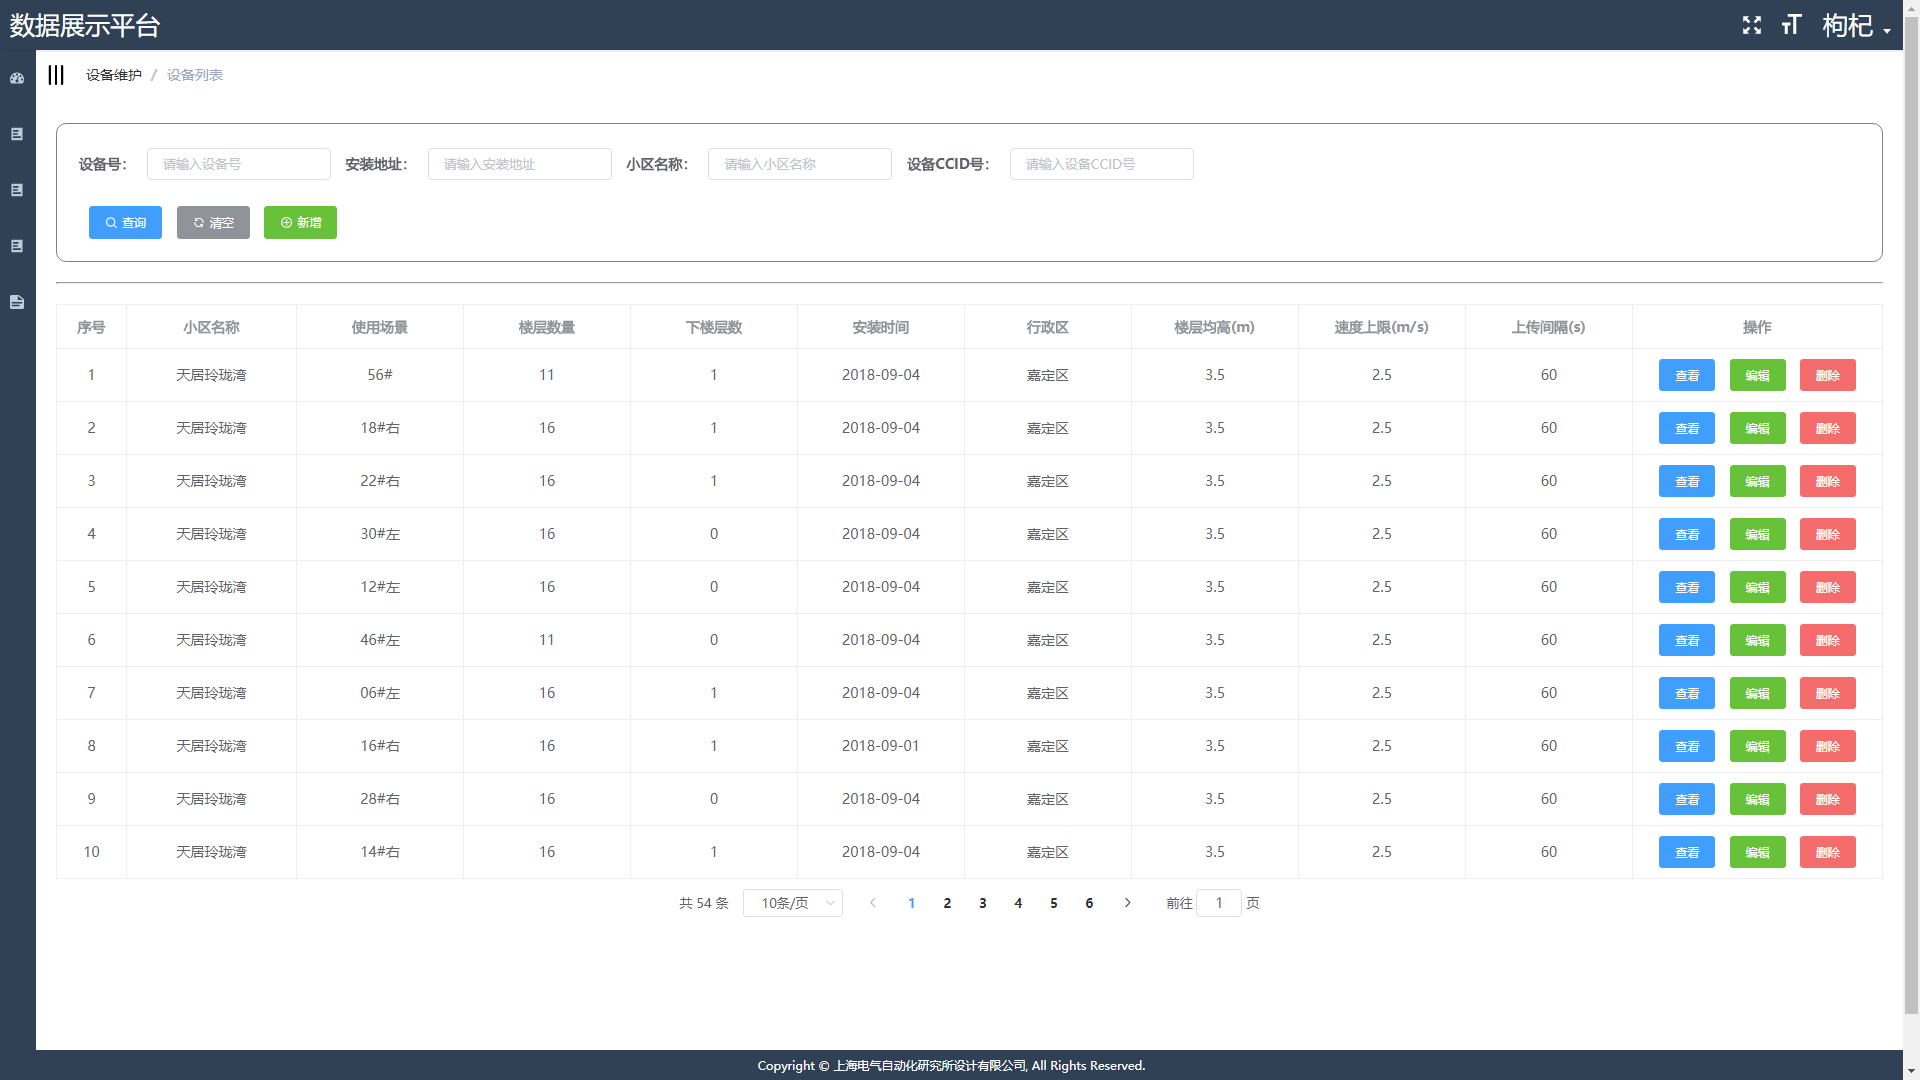 数据展示平台
枸杞
设备维护 / 设备列表
设备号： 请输入设备号 安装地址： 请输入安装地址 小区名称： 请输入小区名称 设备CCID号： 请输入设备CCID号
查询 清空 新增
序号 小区名称 使用场景 楼层数量 下楼层数 安装时间 行政区 楼层均高(m) 速度上限(m/s) 上传间隔(s) 操作
1 天居玲珑湾 56# 11 1 2018-09-04 嘉定区 3.5 2.5 60 查看 编辑 删除
2 天居玲珑湾 18#右 16 1 2018-09-04 嘉定区 3.5 2.5 60 查看 编辑 删除
3 天居玲珑湾 22#右 16 1 2018-09-04 嘉定区 3.5 2.5 60 查看 编辑 删除
4 天居玲珑湾 30#左 16 0 2018-09-04 嘉定区 3.5 2.5 60 查看 编辑 删除
5 天居玲珑湾 12#左 16 0 2018-09-04 嘉定区 3.5 2.5 60 查看 编辑 删除
6 天居玲珑湾 46#左 11 0 2018-09-04 嘉定区 3.5 2.5 60 查看 编辑 删除
7 天居玲珑湾 06#左 16 1 2018-09-04 嘉定区 3.5 2.5 60 查看 编辑 删除
8 天居玲珑湾 16#右 16 1 2018-09-01 嘉定区 3.5 2.5 60 查看 编辑 删除
9 天居玲珑湾 28#右 16 0 2018-09-04 嘉定区 3.5 2.5 60 查看 编辑 删除
10 天居玲珑湾 14#右 16 1 2018-09-04 嘉定区 3.5 2.5 60 查看 编辑 删除
共 54 条 10条/页 1 2 3 4 5 6 前往 1 页
Copyright © 上海电气自动化研究所设计有限公司, All Rights Reserved.